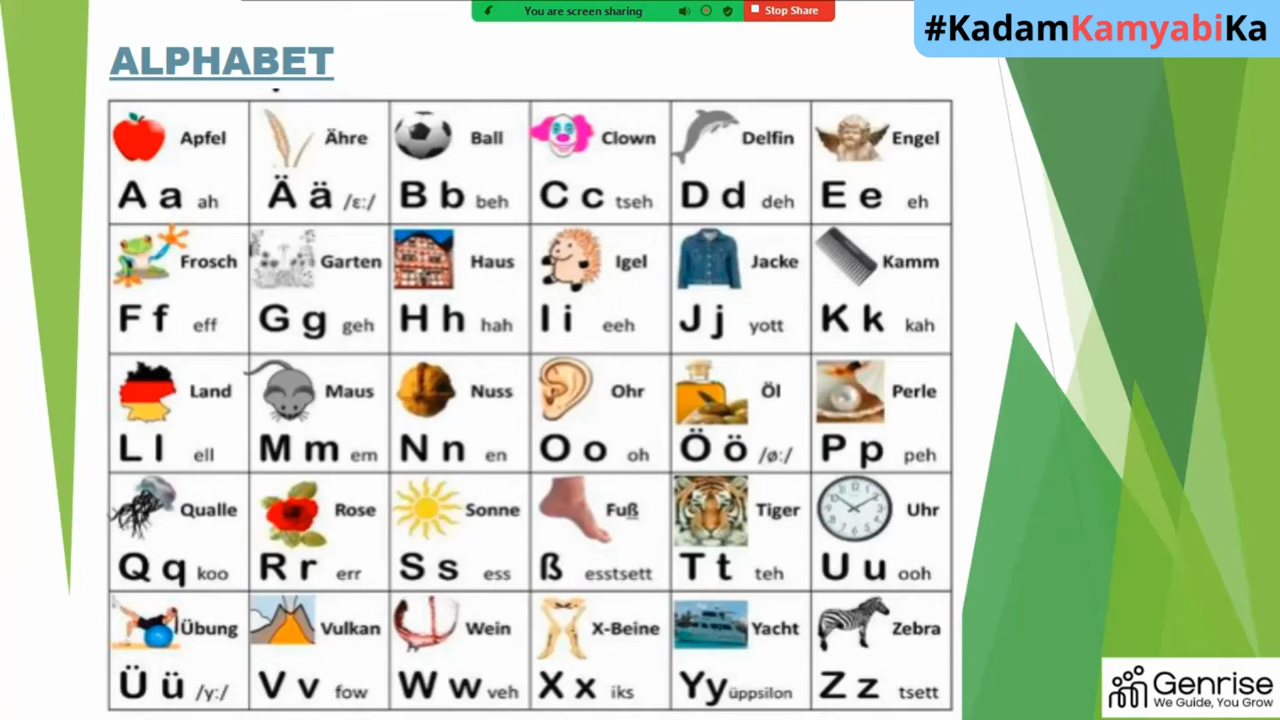 You are screen sharing
Stop Share
#KadamKamyabiKa
ALPHABET
Apfel
A a ah
Ähre
Ä ä /ɛ:/
Ball
B b beh
Clown
C c tseh
Delfin
D d deh
Engel
E e eh
Frosch
F f eff
Garten
G g geh
Haus
H h hah
Igel
I i eeh
Jacke
J j yott
Kamm
K k kah
Land
L l ell
Maus
M m em
Nuss
N n en
Ohr
O o oh
Öl
Ö ö /ø:/
Perle
P p peh
Qualle
Q q koo
Rose
R r err
Sonne
S s ess
Fuß
ß esstsett
Tiger
T t teh
Uhr
U u ooh
Übung
Ü ü /y:/
Vulkan
V v fow
Wein
W w veh
X-Beine
X x iks
Yacht
Y y üppsilon
Zebra
Z z tsett
Genrise
We Guide, You Grow